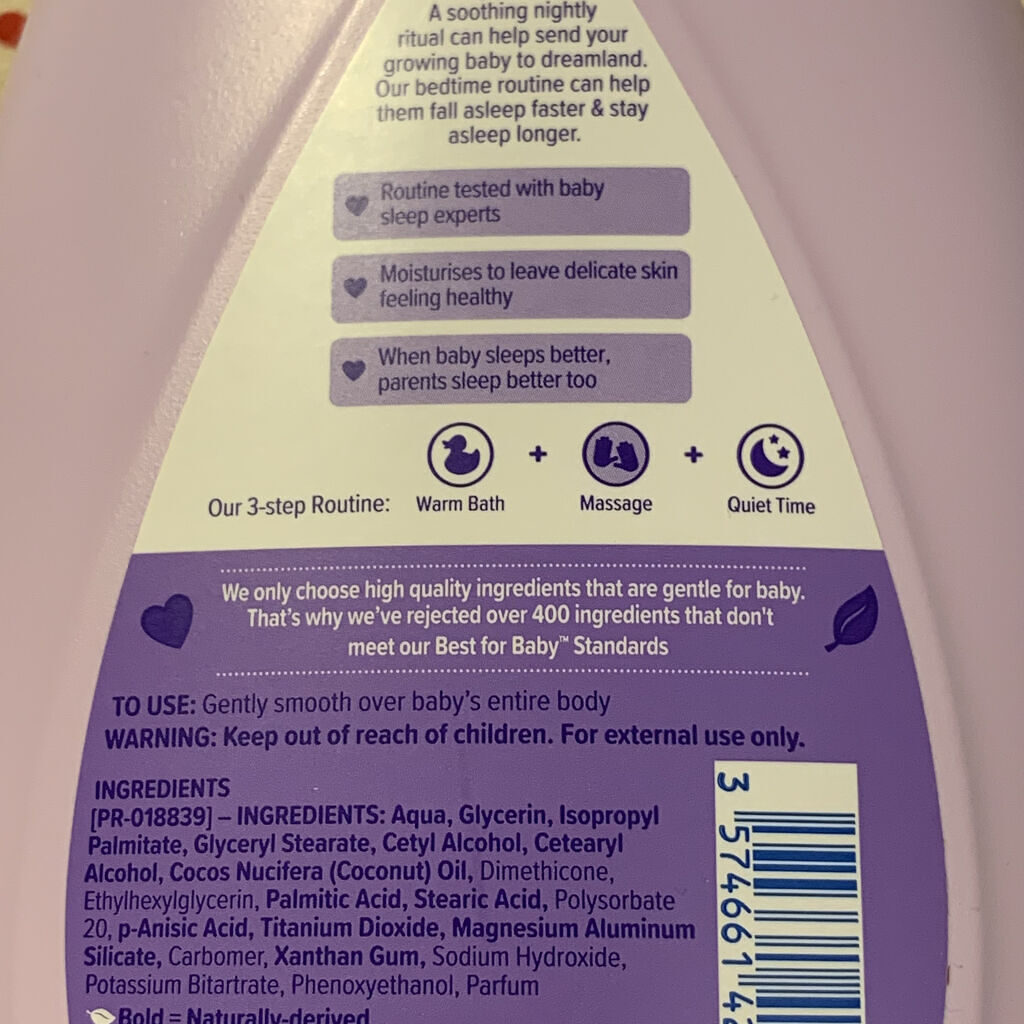 A soothing nightly
ritual can help send your
growing baby to dreamland.
Our bedtime routine can help
them fall asleep faster & stay
asleep longer.
Routine tested with baby
sleep experts
Moisturises to leave delicate skin
feeling healthy
When baby sleeps better,
parents sleep better too
Our 3-step Routine: Warm Bath + Massage + Quiet Time
We only choose high quality ingredients that are gentle for baby.
That's why we've rejected over 400 ingredients that don't
meet our Best for Baby™ Standards
TO USE: Gently smooth over baby's entire body
WARNING: Keep out of reach of children. For external use only.
INGREDIENTS
[PR-018839] – INGREDIENTS: Aqua, Glycerin, Isopropyl
Palmitate, Glyceryl Stearate, Cetyl Alcohol, Cetearyl
Alcohol, Cocos Nucifera (Coconut) Oil, Dimethicone,
Ethylhexylglycerin, Palmitic Acid, Stearic Acid, Polysorbate
20, p-Anisic Acid, Titanium Dioxide, Magnesium Aluminum
Silicate, Carbomer, Xanthan Gum, Sodium Hydroxide,
Potassium Bitartrate, Phenoxyethanol, Parfum
Bold = Naturally-derived
3 574661 4